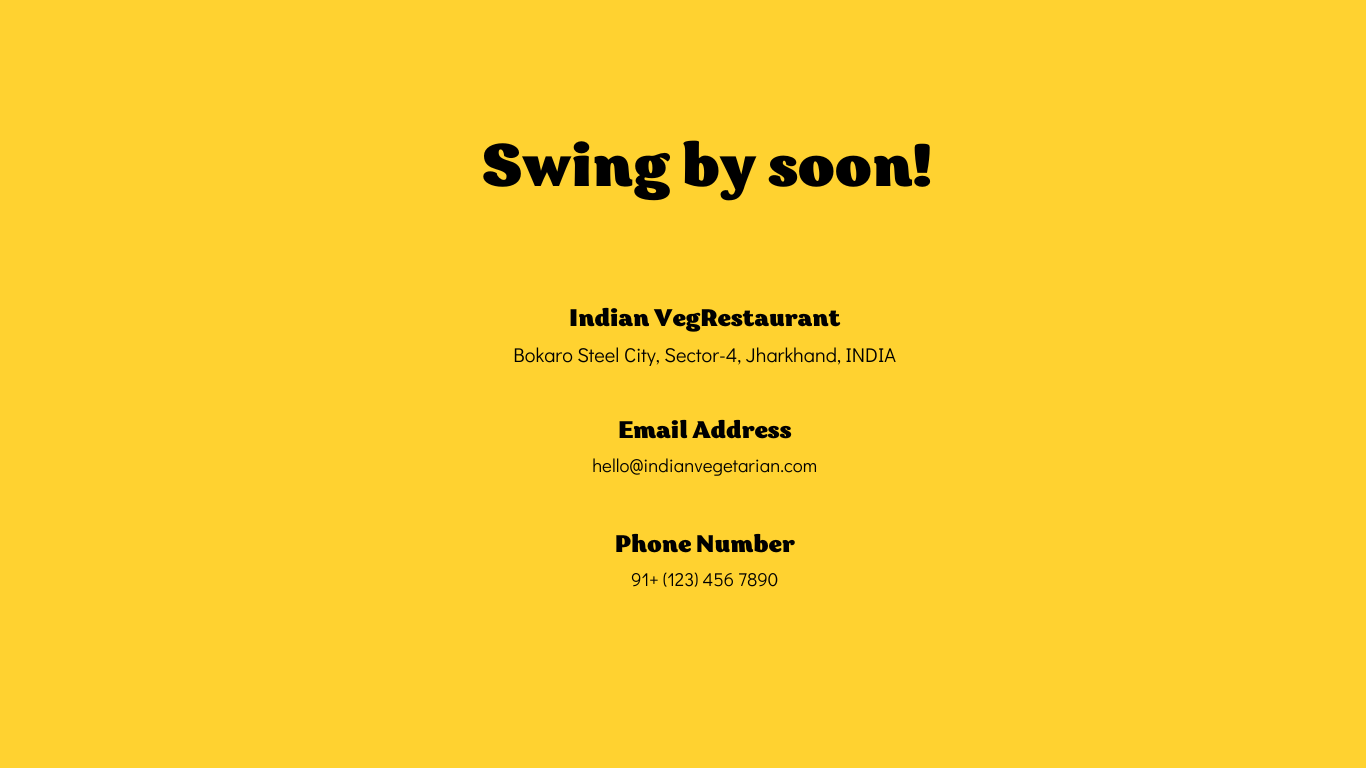 Swing by soon!
Indian VegRestaurant
Bokaro Steel City, Sector-4, Jharkhand, INDIA
Email Address
hello@indianvegetarian.com
Phone Number
91+ (123) 456 7890